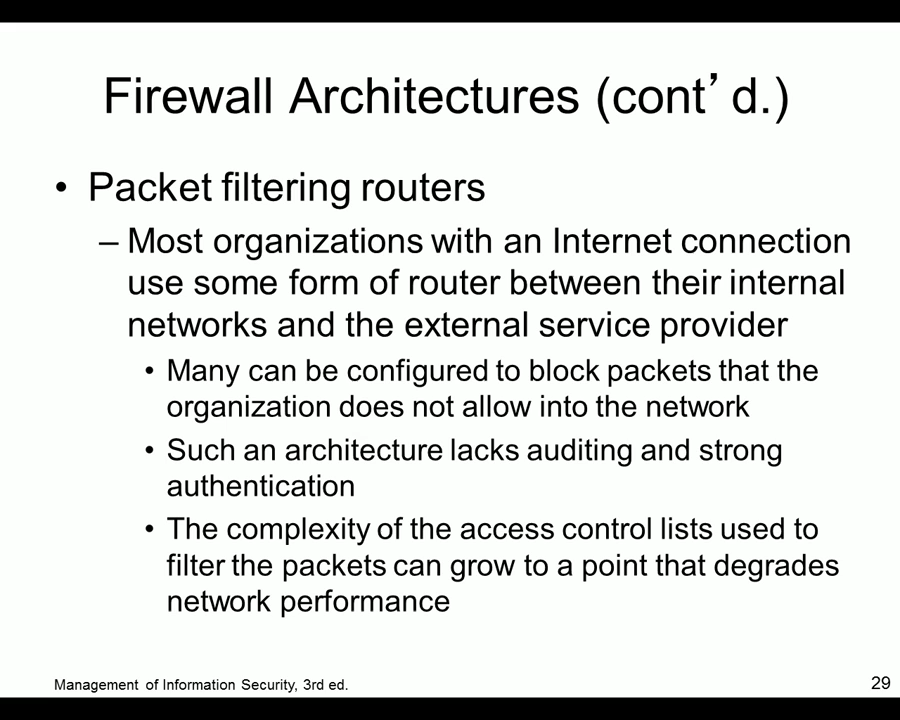 Firewall Architectures (cont’d.)
• Packet filtering routers
– Most organizations with an Internet connection
use some form of router between their internal
networks and the external service provider
• Many can be configured to block packets that the
organization does not allow into the network
• Such an architecture lacks auditing and strong
authentication
• The complexity of the access control lists used to
filter the packets can grow to a point that degrades
network performance
Management of Information Security, 3rd ed.
29